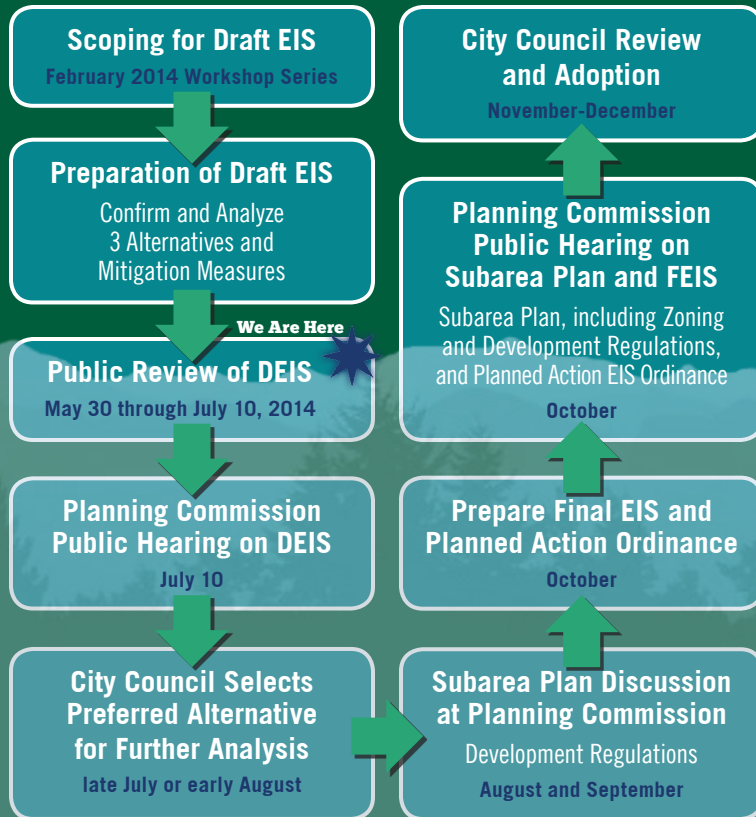 Scoping for Draft EIS
February 2014 Workshop Series
Preparation of Draft EIS
Confirm and Analyze
3 Alternatives and
Mitigation Measures
We Are Here
Public Review of DEIS
May 30 through July 10, 2014
Planning Commission
Public Hearing on DEIS
July 10
City Council Selects
Preferred Alternative
for Further Analysis
late July or early August
Subarea Plan Discussion
at Planning Commission
Development Regulations
August and September
Prepare Final EIS and
Planned Action Ordinance
October
Planning Commission
Public Hearing on
Subarea Plan and FEIS
Subarea Plan, including Zoning
and Development Regulations,
and Planned Action EIS Ordinance
October
City Council Review
and Adoption
November-December